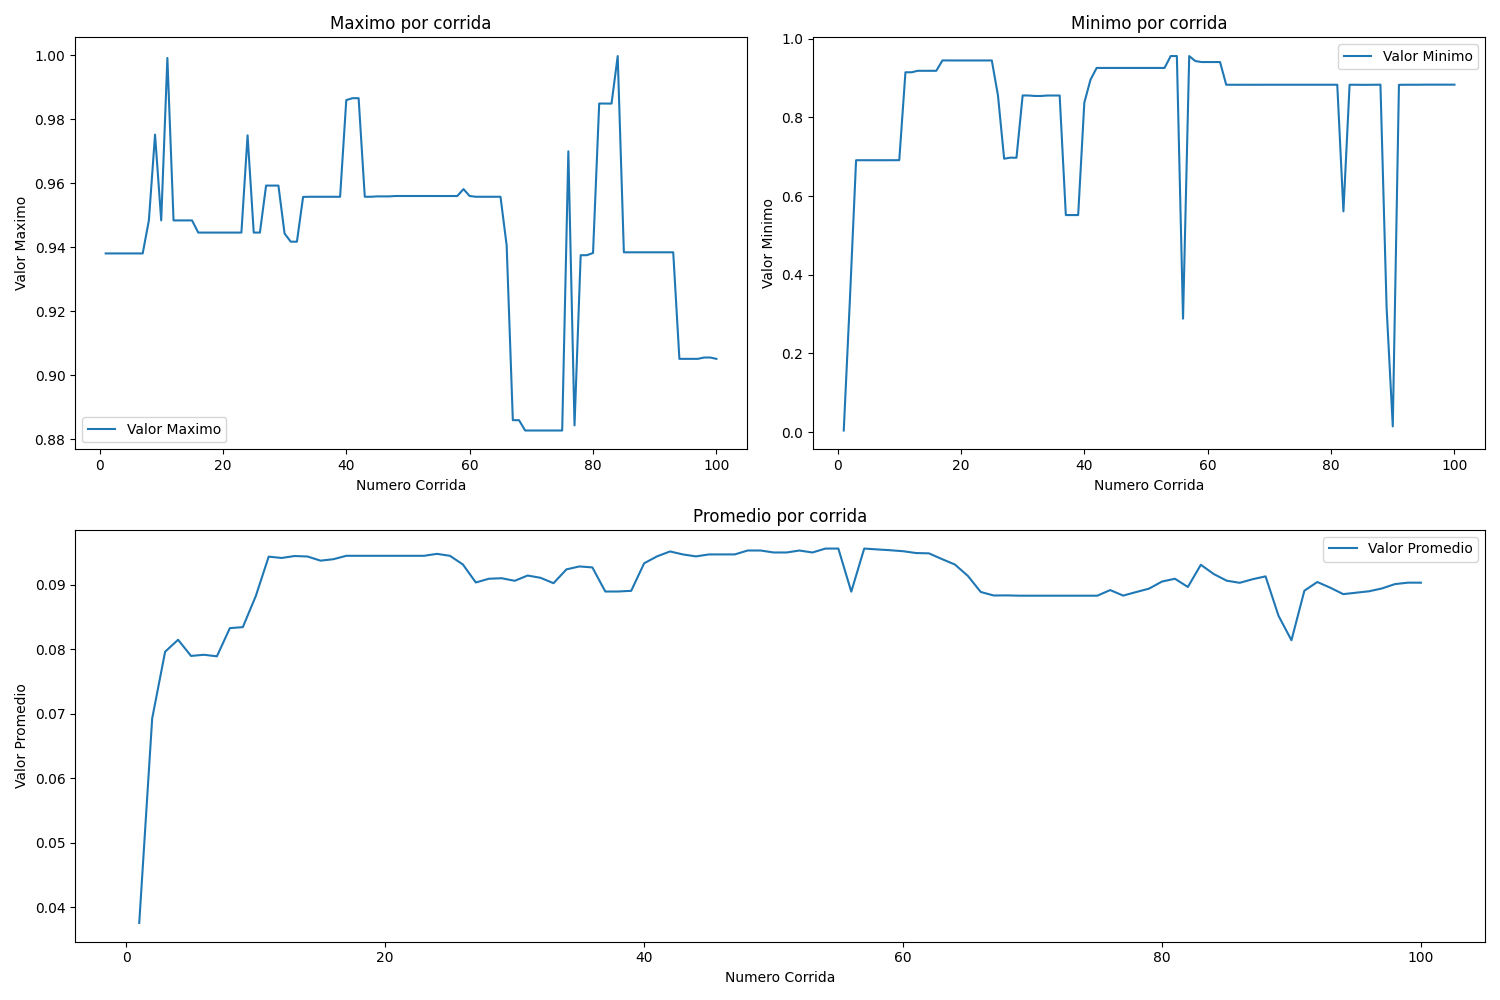 Maximo por corrida
1.00
0.98
0.96
0.94
0.92
0.90
0.88
Valor Maximo
Valor Maximo
0 20 40 60 80 100
Numero Corrida
Minimo por corrida
1.0
0.8
0.6
0.4
0.2
0.0
Valor Minimo
Valor Minimo
0 20 40 60 80 100
Numero Corrida
Promedio por corrida
0.09
0.08
0.07
0.06
0.05
0.04
Valor Promedio
Valor Promedio
0 20 40 60 80 100
Numero Corrida